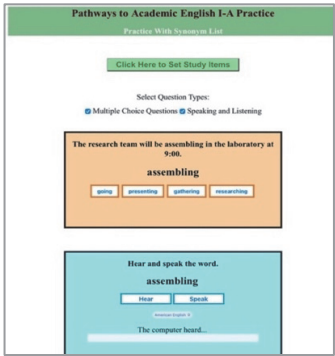 Pathways to Academic English I-A Practice
Practice With Synonym List
Click Here to Set Study Items
Select Question Types:
Multiple Choice Questions Speaking and Listening
The research team will be assembling in the laboratory at
9:00.
assembling
going presenting gathering researching
Hear and speak the word.
assembling
Hear Speak
American English
The computer heard...